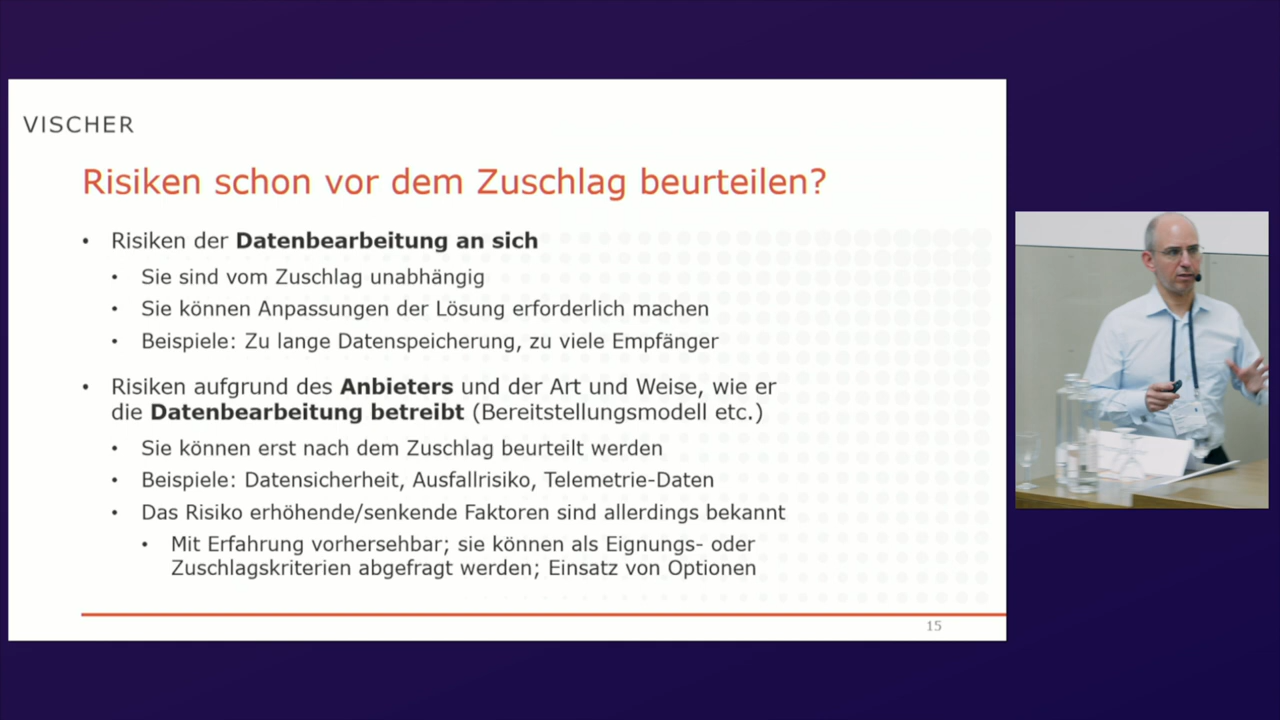 VISCHER
Risiken schon vor dem Zuschlag beurteilen?
• Risiken der Datenbearbeitung an sich
• Sie sind vom Zuschlag unabhängig
• Sie können Anpassungen der Lösung erforderlich machen
• Beispiele: Zu lange Datenspeicherung, zu viele Empfänger
• Risiken aufgrund des Anbieters und der Art und Weise, wie er
die Datenbearbeitung betreibt (Bereitstellungsmodell etc.)
• Sie können erst nach dem Zuschlag beurteilt werden
• Beispiele: Datensicherheit, Ausfallrisiko, Telemetrie-Daten
• Das Risiko erhöhende/senkende Faktoren sind allerdings bekannt
• Mit Erfahrung vorhersehbar; sie können als Eignungs- oder
Zuschlagskriterien abgefragt werden; Einsatz von Optionen
15